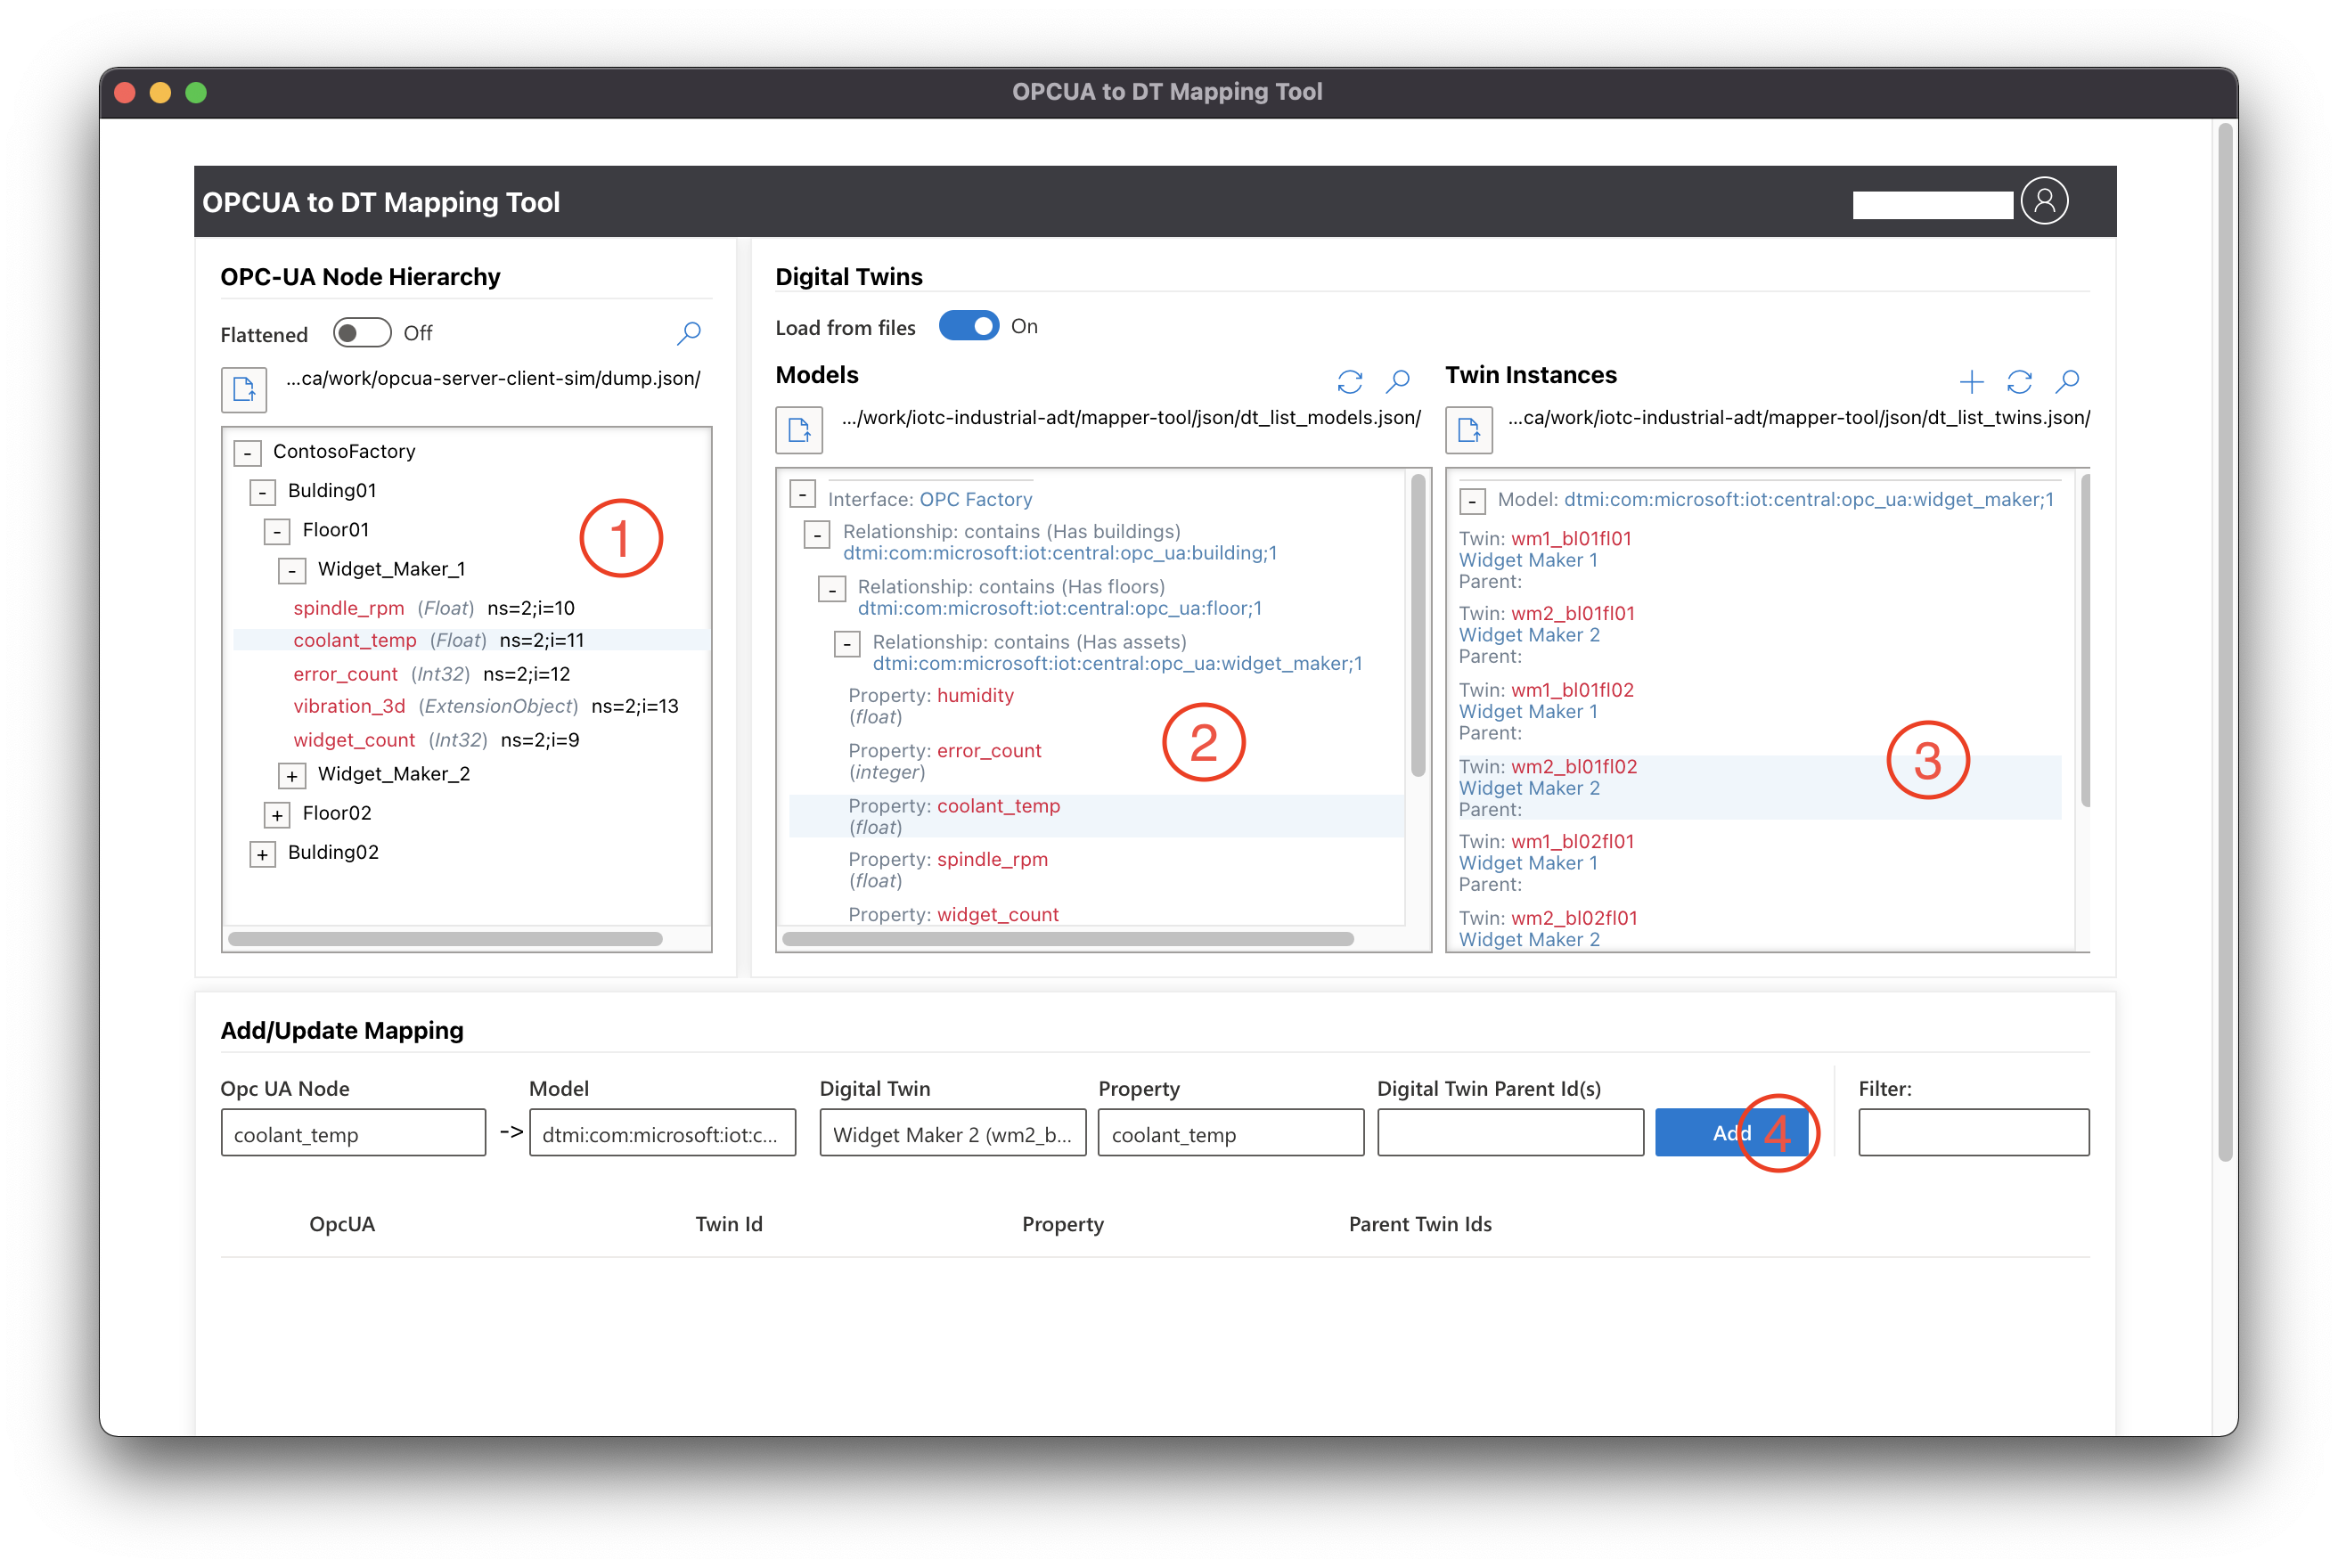 OPCUA to DT Mapping Tool
OPCUA to DT Mapping Tool
OPC-UA Node Hierarchy
Flattened Off
...ca/work/opcua-server-client-sim/dump.json/
- ContosoFactory
- Bulding01
- Floor01
- Widget_Maker_1
spindle_rpm (Float) ns=2;i=10
coolant_temp (Float) ns=2;i=11
error_count (Int32) ns=2;i=12
vibration_3d (ExtensionObject) ns=2;i=13
widget_count (Int32) ns=2;i=9
+ Widget_Maker_2
+ Floor02
+ Bulding02
1
Digital Twins
Load from files On
Models
.../work/iotc-industrial-adt/mapper-tool/json/dt_list_models.json/
- Interface: OPC Factory
- Relationship: contains (Has buildings)
dtmi:com:microsoft:iot:central:opc_ua:building;1
- Relationship: contains (Has floors)
dtmi:com:microsoft:iot:central:opc_ua:floor;1
- Relationship: contains (Has assets)
dtmi:com:microsoft:iot:central:opc_ua:widget_maker;1
Property: humidity
(float)
Property: error_count
(integer)
Property: coolant_temp
(float)
Property: spindle_rpm
(float)
Property: widget_count
2
Twin Instances
...ca/work/iotc-industrial-adt/mapper-tool/json/dt_list_twins.json/
- Model: dtmi:com:microsoft:iot:central:opc_ua:widget_maker;1
Twin: wm1_bl01fl01
Widget Maker 1
Parent:
Twin: wm2_bl01fl01
Widget Maker 2
Parent:
Twin: wm1_bl01fl02
Widget Maker 1
Parent:
Twin: wm2_bl01fl02
Widget Maker 2
Parent:
Twin: wm1_bl02fl01
Widget Maker 1
Parent:
Twin: wm2_bl02fl01
Widget Maker 2
3
Add/Update Mapping
Opc UA Node Model Digital Twin Property Digital Twin Parent Id(s) Filter:
coolant_temp -> dtmi:com:microsoft:iot:c... Widget Maker 2 (wm2_b... coolant_temp Add 4
OpcUA Twin Id Property Parent Twin Ids